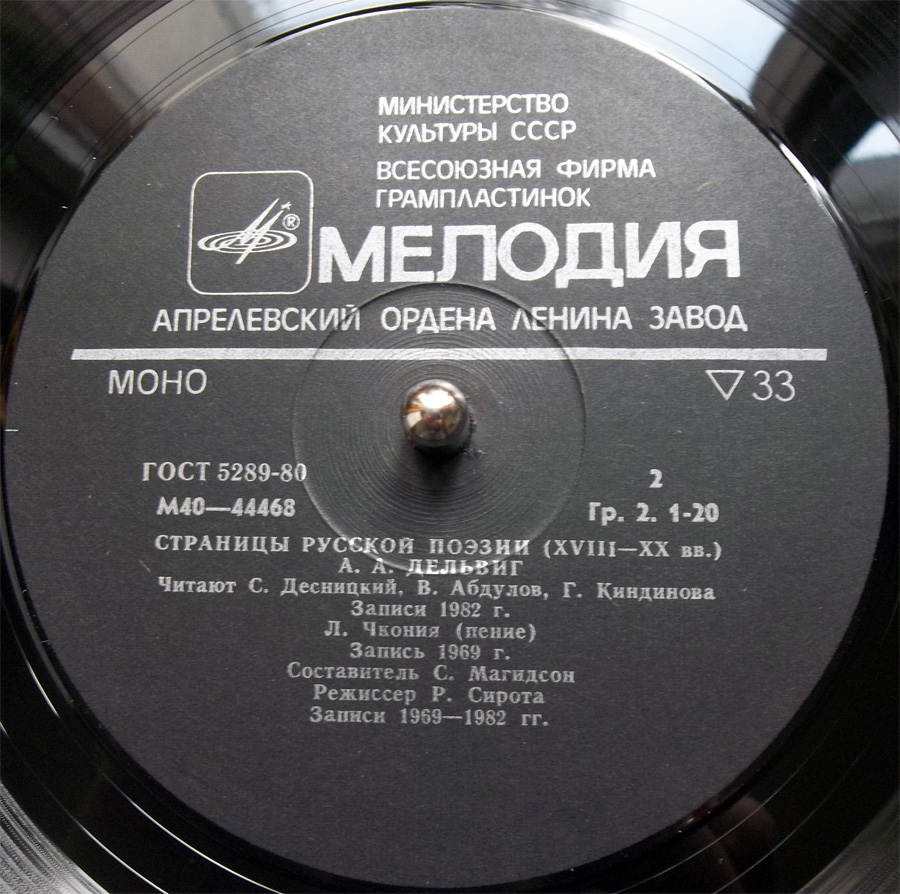 МИНИСТЕРСТВО
КУЛЬТУРЫ СССР
ВСЕСОЮЗНАЯ ФИРМА
ГРАМПЛАСТИНОК
®
МЕЛОДИЯ
АПРЕЛЕВСКИЙ ОРДЕНА ЛЕНИНА ЗАВОД
МОНО ▽33
ГОСТ 5289-80 2
М40—44468 Гр. 2. 1-20
СТРАНИЦЫ РУССКОЙ ПОЭЗИИ (XVIII—XX вв.)
А. А. ДЕЛЬВИГ
Читают С. Десницкий, В. Абдулов, Г. Киндинова
Записи 1982 г.
Л. Чкония (пение)
Запись 1969 г.
Составитель С. Магидсон
Режиссер Р. Сирота
Записи 1969—1982 гг.